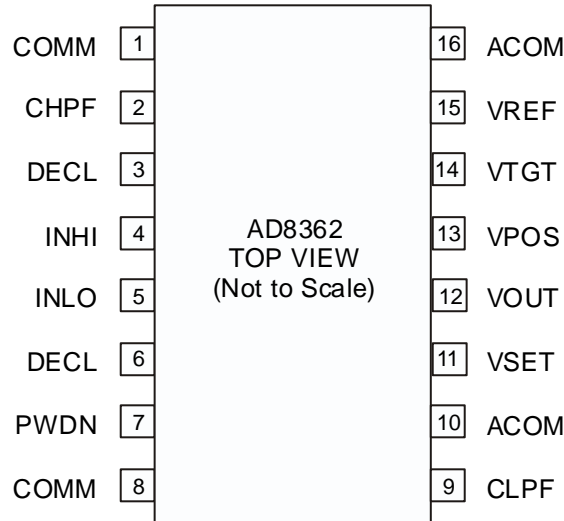 COMM 1
CHPF 2
DECL 3
INHI 4
INLO 5
DECL 6
PWDN 7
COMM 8
AD8362
TOP VIEW
(Not to Scale)
16 ACOM
15 VREF
14 VTGT
13 VPOS
12 VOUT
11 VSET
10 ACOM
9 CLPF